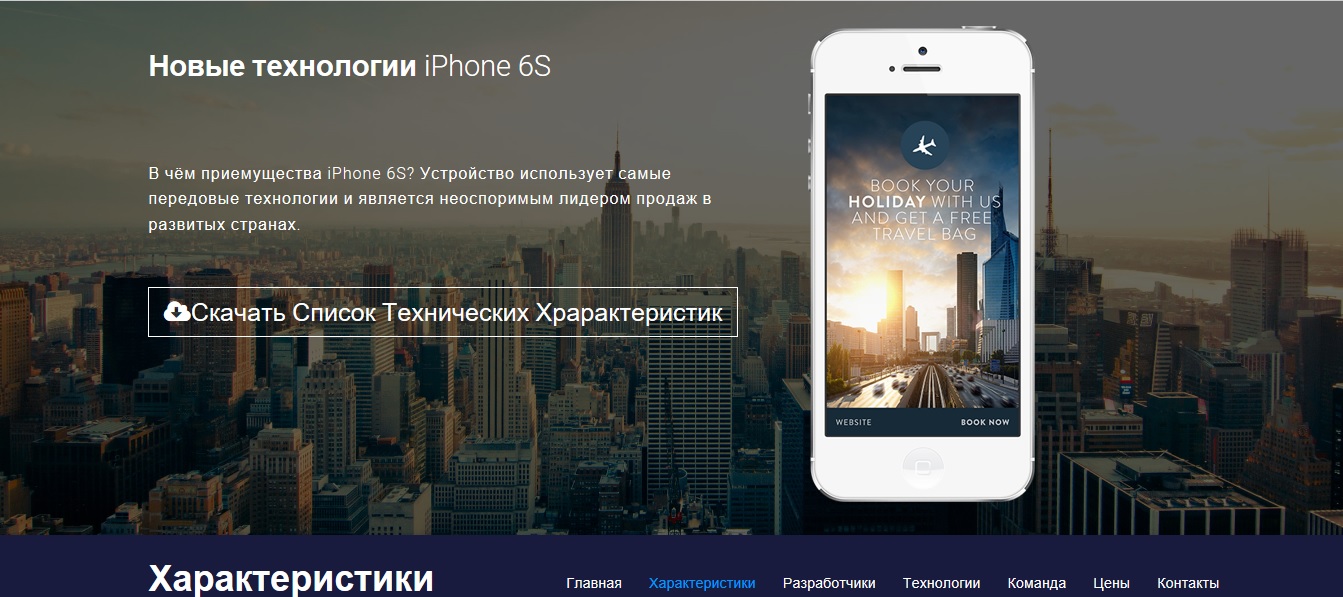 Новые технологии iPhone 6S
В чём приемущества iPhone 6S? Устройство использует самые
передовые технологии и является неоспоримым лидером продаж в
развитых странах.
Скачать Список Технических Храрактеристик
BOOK YOUR
HOLIDAY WITH US
AND GET A FREE
TRAVEL BAG
WEBSITE BOOK NOW
Характеристики
Главная Характеристики Разработчики Технологии Команда Цены Контакты